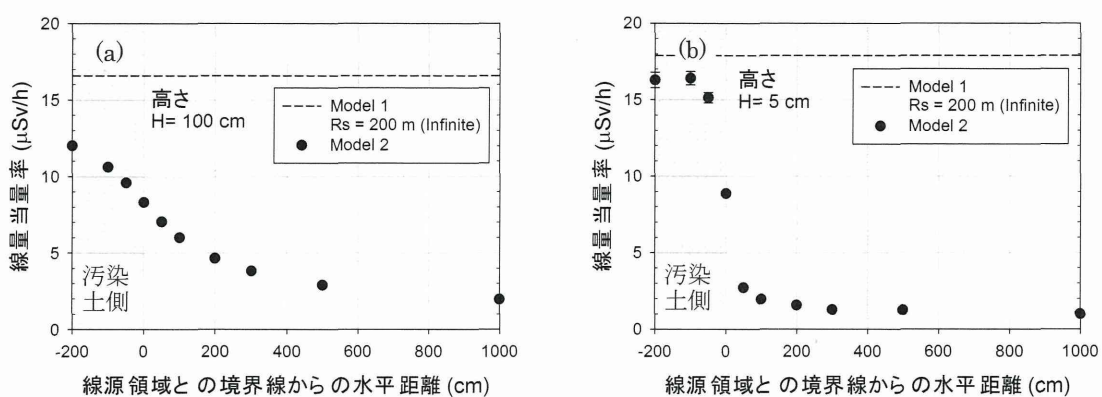 20
15
10
5
0
線量当量率 (μSv/h)
(a)
高さ
H= 100 cm
Model 1
Rs = 200 m (Infinite)
Model 2
汚染
土側
-200 0 200 400 600 800 1000
線源領域との境界線からの水平距離 (cm)
20
15
10
5
0
線量当量率 (μSv/h)
(b)
高さ
H= 5 cm
Model 1
Rs = 200 m (Infinite)
Model 2
汚染
土側
-200 0 200 400 600 800 1000
線源領域との境界線からの水平距離 (cm)